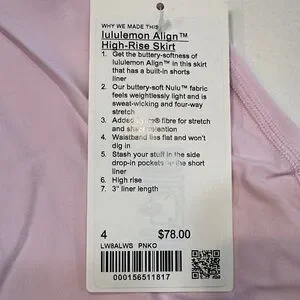 WHY WE MADE THIS
lululemon Align™
High-Rise Skirt
1. Get the buttery-softness of
lululemon Align™ in this skirt
that has a built-in shorts
liner
2. Our buttery-soft Nulu™ fabric
feels weightlessly light and is
sweat-wicking and four-way
stretch
3. Added ® fibre for stretch
and shape retention
4. Waistband lies flat and won't
dig in
5. Stash your stuff in the side
drop-in pockets on the short
liner
6. High rise
7. 3" liner length
4 $78.00
LW8ALWS PNKO
000156511817